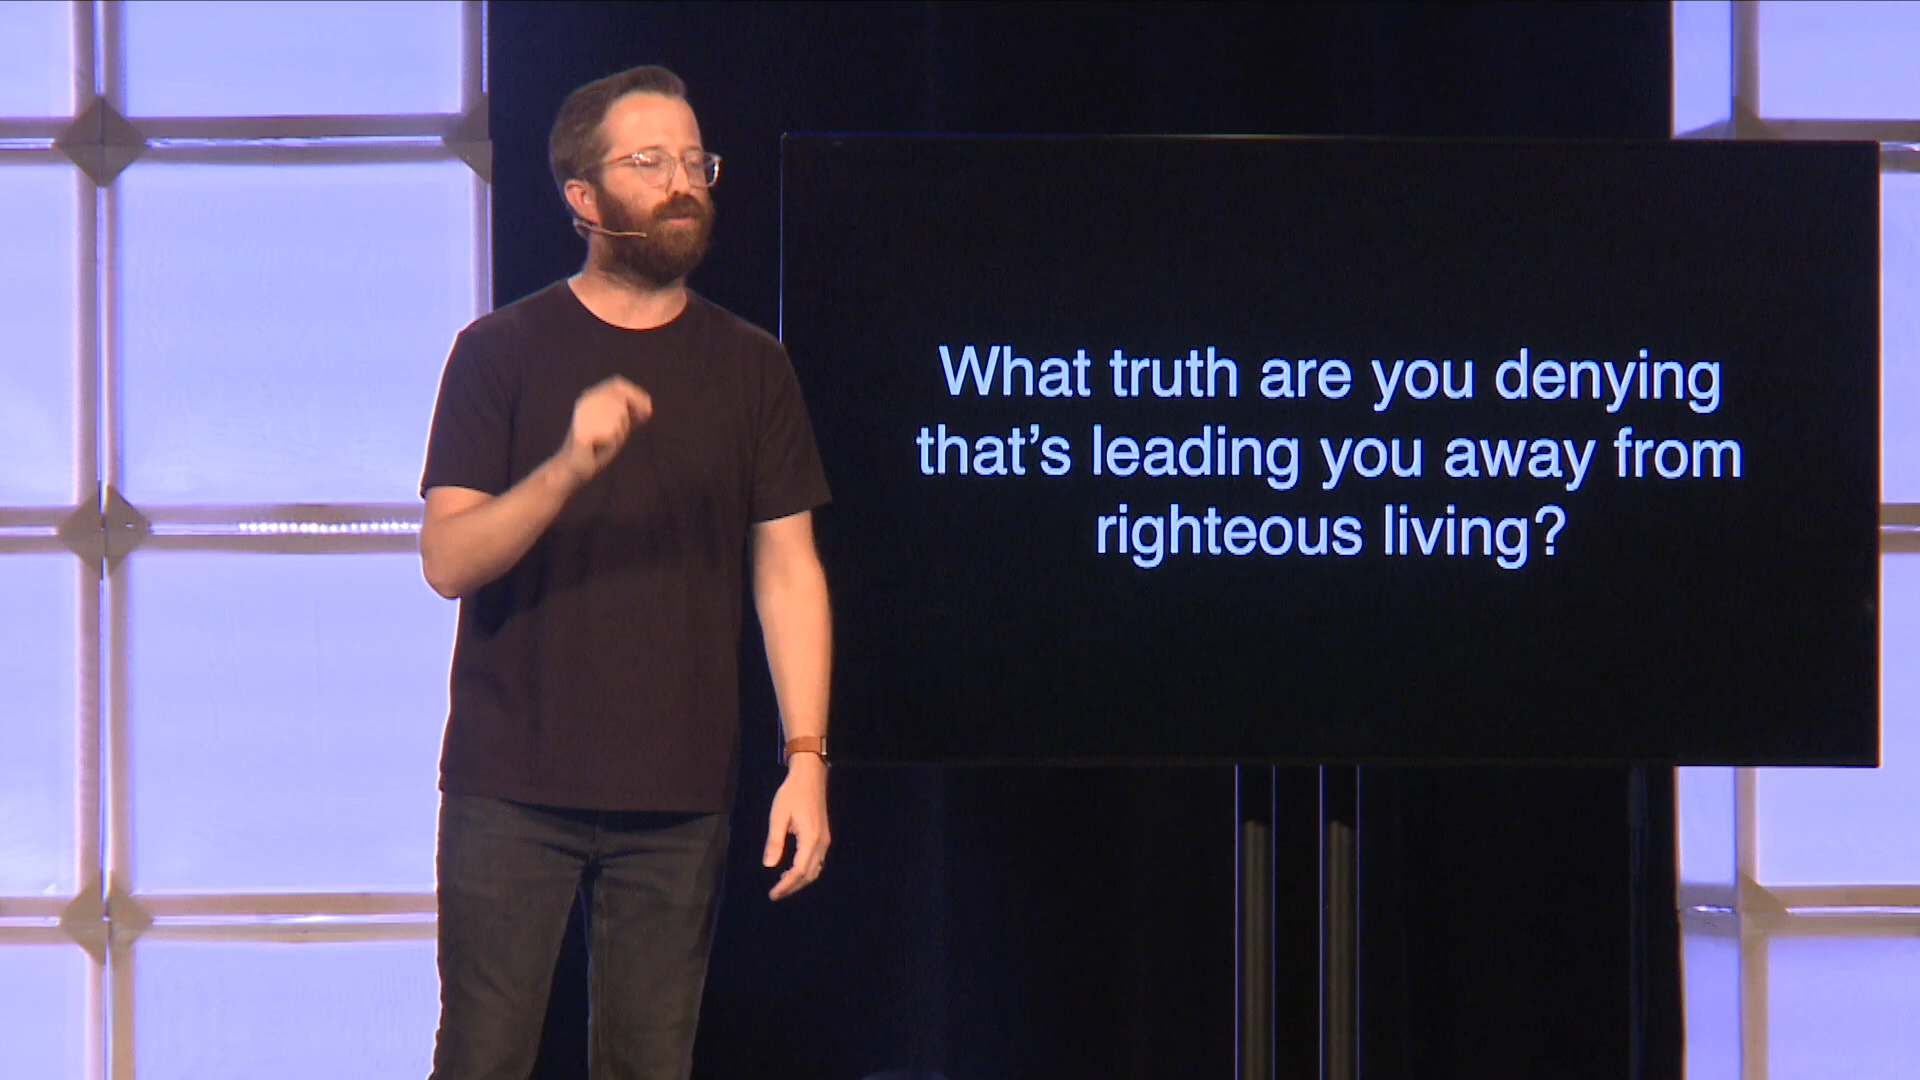 What truth are you denying
that’s leading you away from
righteous living?